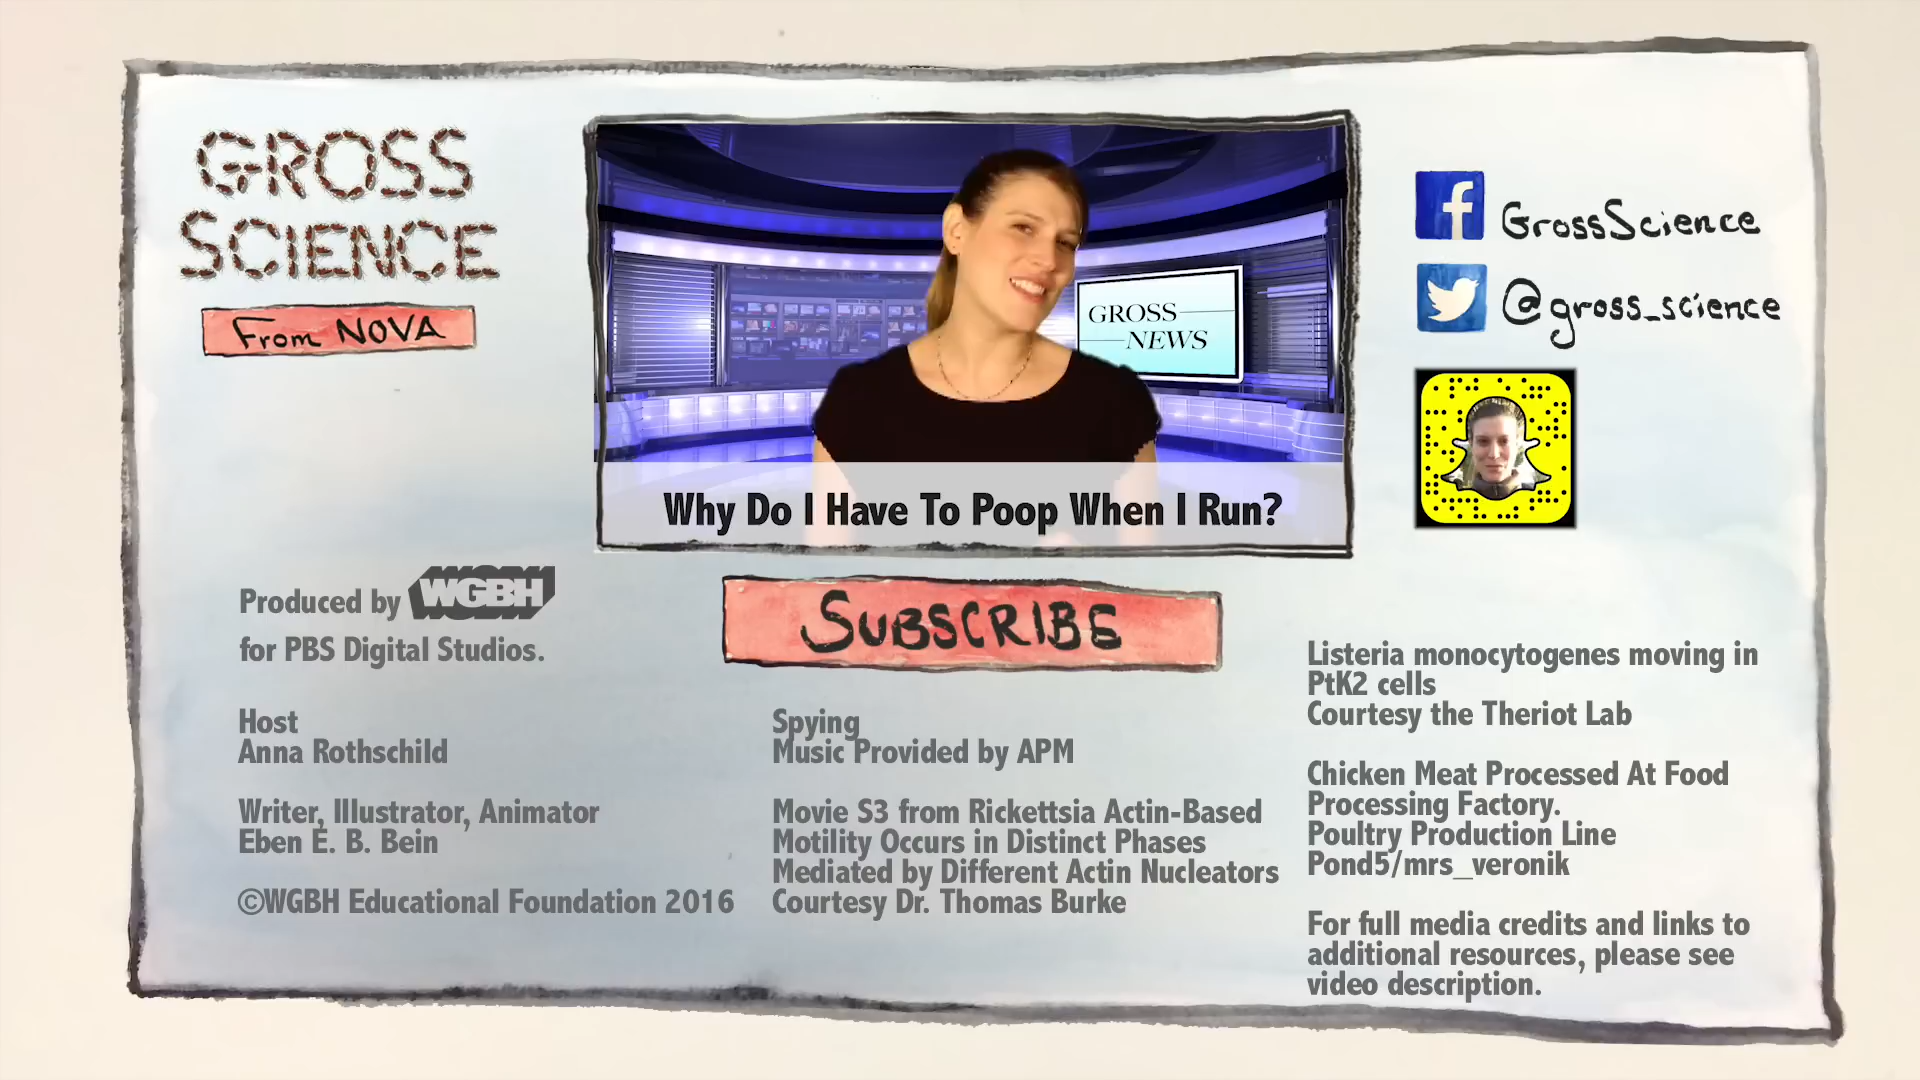 GROSS
SCIENCE
From NOVA
GROSS
NEWS
Why Do I Have To Poop When I Run?
GrossScience
@gross_science
SUBSCRIBE
Produced by WGBH
for PBS Digital Studios.
Host
Anna Rothschild
Writer, Illustrator, Animator
Eben E. B. Bein
©WGBH Educational Foundation 2016
Spying
Music Provided by APM
Movie S3 from Rickettsia Actin-Based
Motility Occurs in Distinct Phases
Mediated by Different Actin Nucleators
Courtesy Dr. Thomas Burke
Listeria monocytogenes moving in
PtK2 cells
Courtesy the Theriot Lab
Chicken Meat Processed At Food
Processing Factory.
Poultry Production Line
Pond5/mrs_veronik
For full media credits and links to
additional resources, please see
video description.